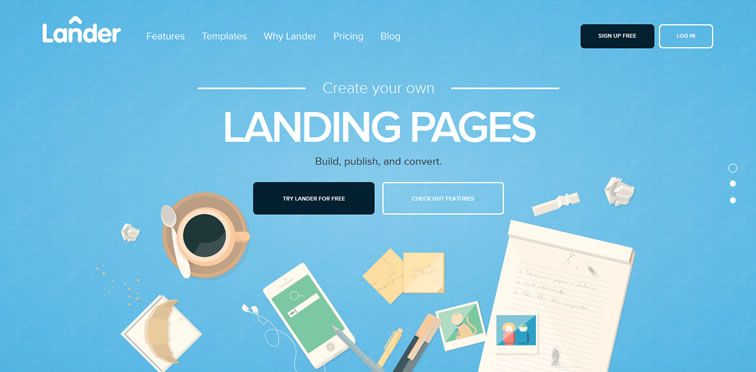 Lander
Features Templates Why Lander Pricing Blog
SIGN UP FREE
LOG IN
Create your own
LANDING PAGES
Build, publish, and convert.
TRY LANDER FOR FREE
CHECK OUT FEATURES